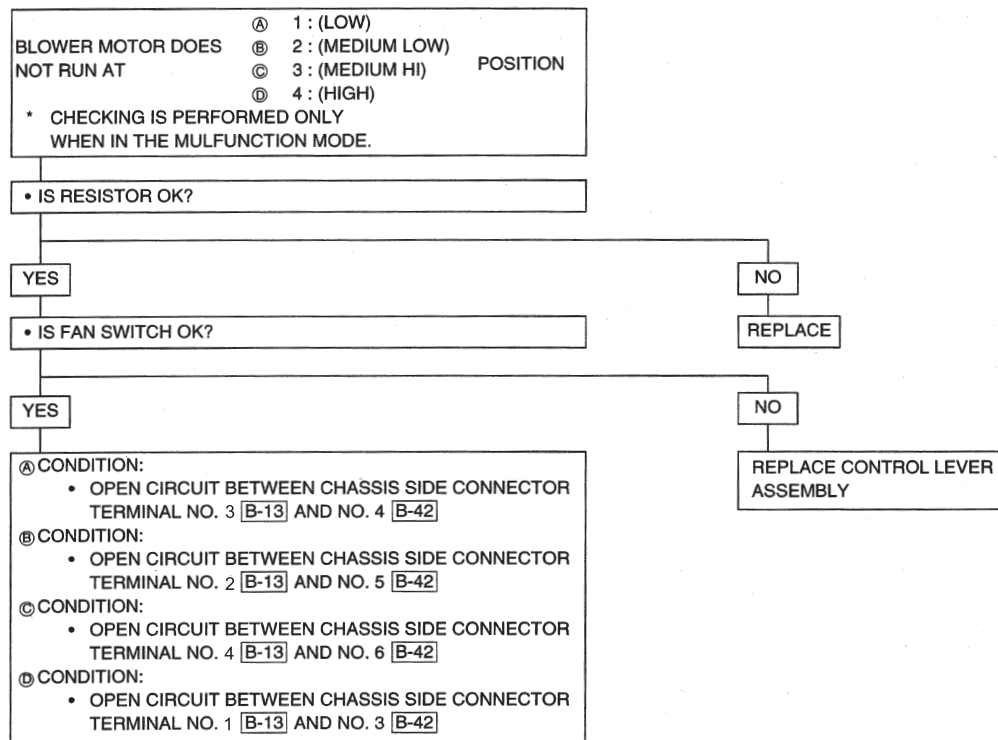 Ⓐ 1 : (LOW)
BLOWER MOTOR DOES Ⓑ 2 : (MEDIUM LOW)
NOT RUN AT Ⓒ 3 : (MEDIUM HI) POSITION
Ⓓ 4 : (HIGH)
* CHECKING IS PERFORMED ONLY
WHEN IN THE MULFUNCTION MODE.
• IS RESISTOR OK?
YES
NO
• IS FAN SWITCH OK?
REPLACE
YES
NO
REPLACE CONTROL LEVER
ASSEMBLY
Ⓐ CONDITION:
• OPEN CIRCUIT BETWEEN CHASSIS SIDE CONNECTOR
TERMINAL NO. 3 B-13 AND NO. 4 B-42
Ⓑ CONDITION:
• OPEN CIRCUIT BETWEEN CHASSIS SIDE CONNECTOR
TERMINAL NO. 2 B-13 AND NO. 5 B-42
Ⓒ CONDITION:
• OPEN CIRCUIT BETWEEN CHASSIS SIDE CONNECTOR
TERMINAL NO. 4 B-13 AND NO. 6 B-42
Ⓓ CONDITION:
• OPEN CIRCUIT BETWEEN CHASSIS SIDE CONNECTOR
TERMINAL NO. 1 B-13 AND NO. 3 B-42